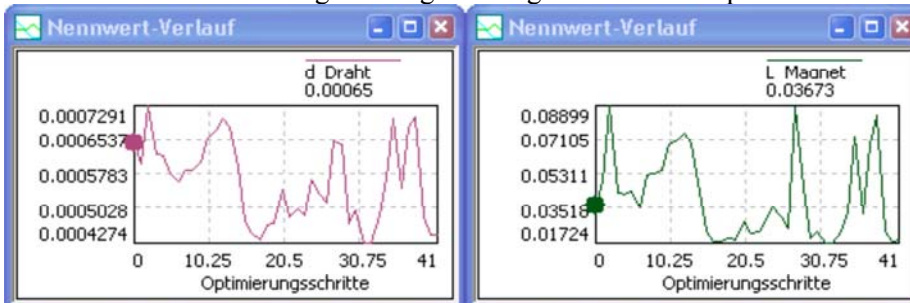 Nennwert-Verlauf
d_Draht
0.00065
0.0007291
0.0006537
0.0005783
0.0005028
0.0004274
0 10.25 20.5 30.75 41
Optimierungsschritte
Nennwert-Verlauf
L_Magnet
0.03673
0.08899
0.07105
0.05311
0.03518
0.01724
0 10.25 20.5 30.75 41
Optimierungsschritte